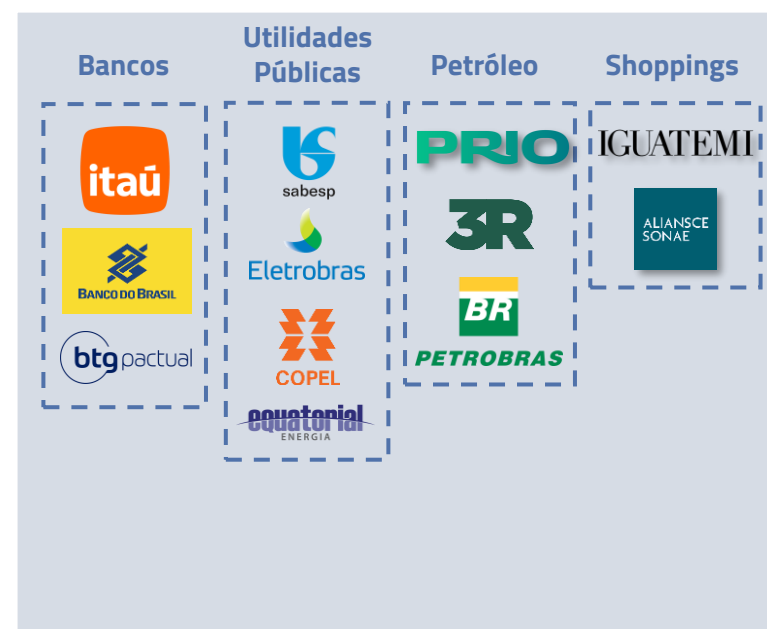 Bancos
itaú
BANCO DO BRASIL
btg pactual
Utilidades
Públicas
sabesp
Eletrobras
COPEL
equatorial
ENERGIA
Petróleo
PRIO
3R
BR
PETROBRAS
Shoppings
IGUATEMI
ALIANSCE
SONAE